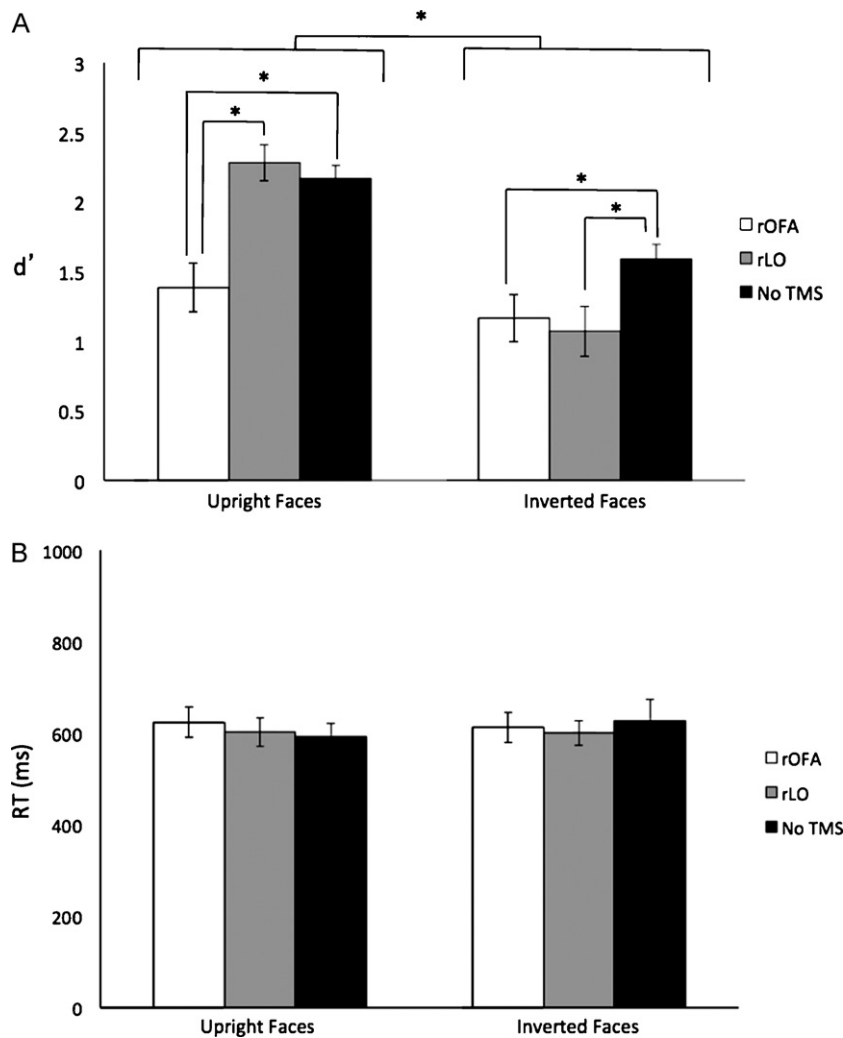 A
*
3
2.5
2
1.5
1
0.5
0
d'
*
*
*
*
Upright Faces
Inverted Faces
rOFA
rLO
No TMS
B
1000
800
600
400
200
0
RT (ms)
Upright Faces
Inverted Faces
rOFA
rLO
No TMS